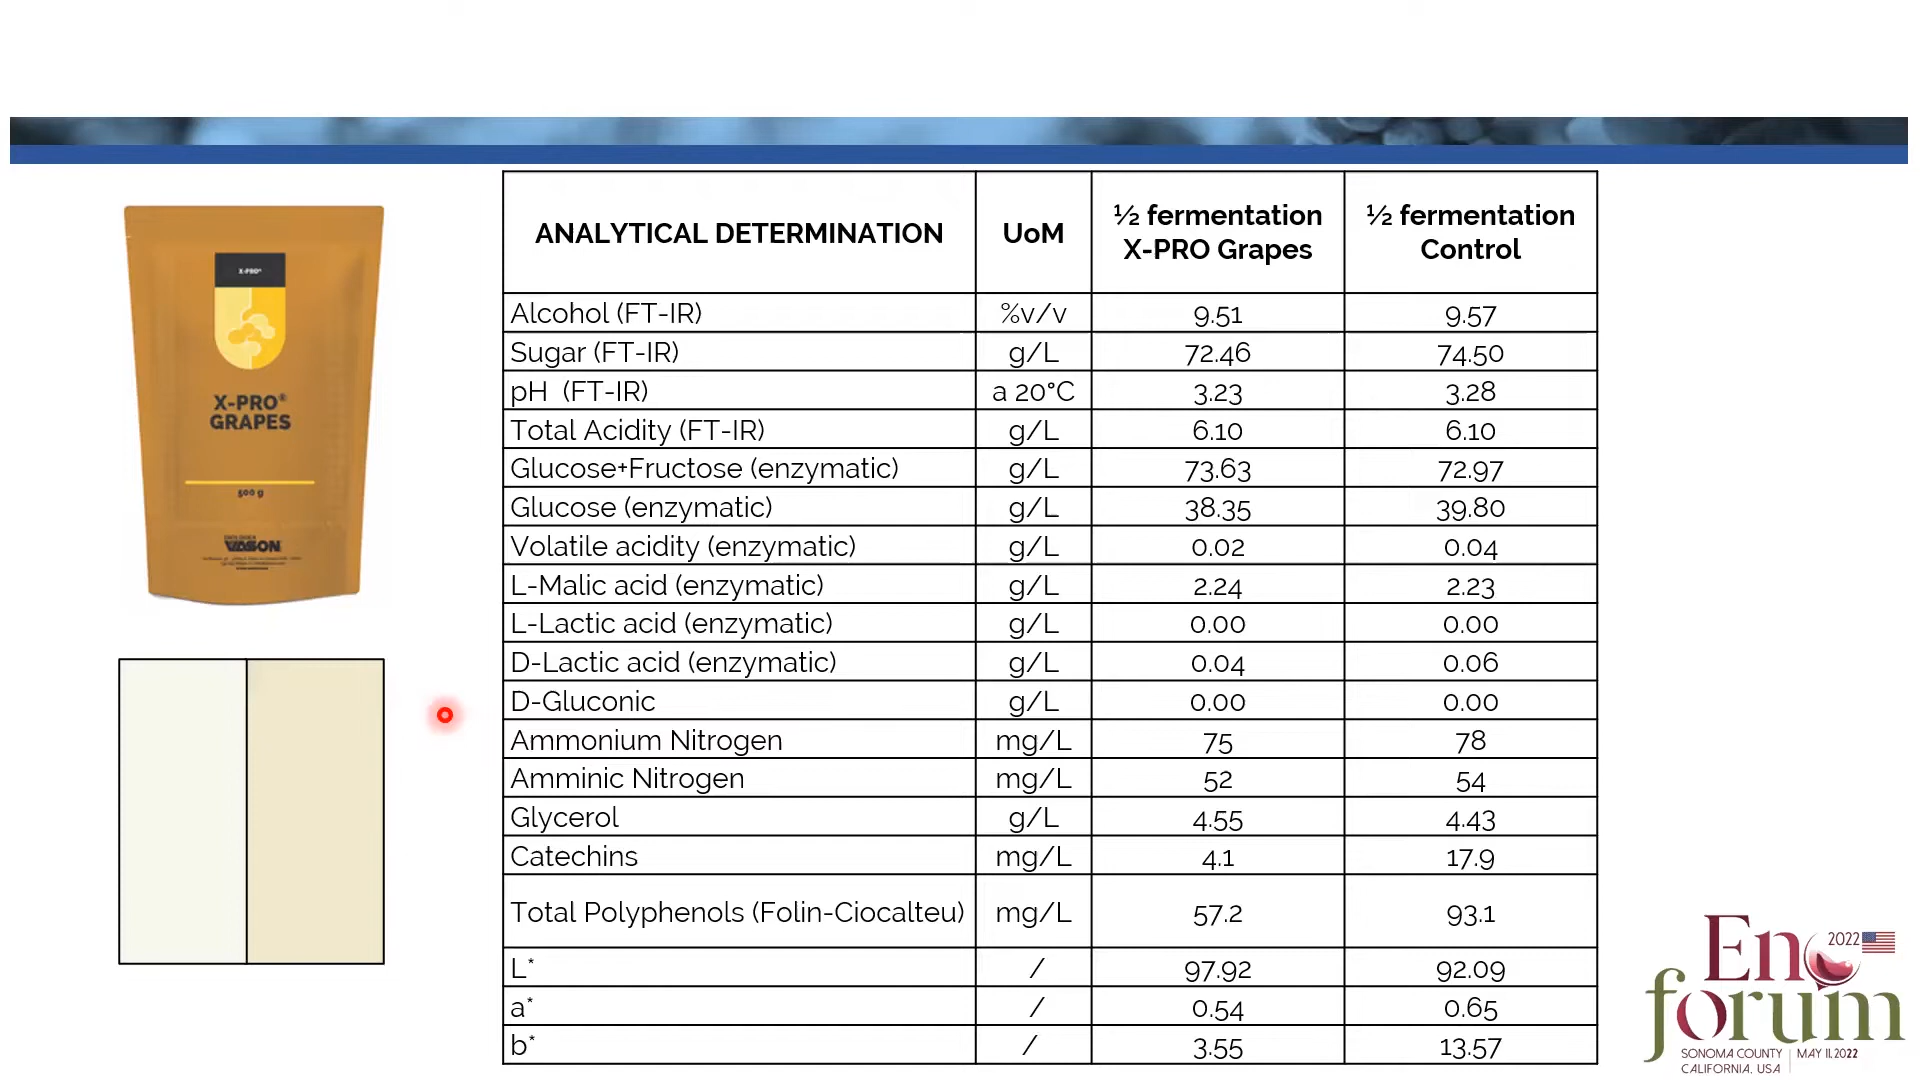 X-PRO®
X-PRO®
GRAPES
500 g
VASON
ANALYTICAL DETERMINATION UoM ½ fermentation X-PRO Grapes ½ fermentation Control
Alcohol (FT-IR) %v/v 9.51 9.57
Sugar (FT-IR) g/L 72.46 74.50
pH (FT-IR) a 20°C 3.23 3.28
Total Acidity (FT-IR) g/L 6.10 6.10
Glucose+Fructose (enzymatic) g/L 73.63 72.97
Glucose (enzymatic) g/L 38.35 39.80
Volatile acidity (enzymatic) g/L 0.02 0.04
L-Malic acid (enzymatic) g/L 2.24 2.23
L-Lactic acid (enzymatic) g/L 0.00 0.00
D-Lactic acid (enzymatic) g/L 0.04 0.06
D-Gluconic g/L 0.00 0.00
Ammonium Nitrogen mg/L 75 78
Amminic Nitrogen mg/L 52 54
Glycerol g/L 4.55 4.43
Catechins mg/L 4.1 17.9
Total Polyphenols (Folin-Ciocalteu) mg/L 57.2 93.1
L* / 97.92 92.09
a* / 0.54 0.65
b* / 3.55 13.57
Eno 2022
forum
SONOMA COUNTY | MAY 11, 2022
CALIFORNIA, USA